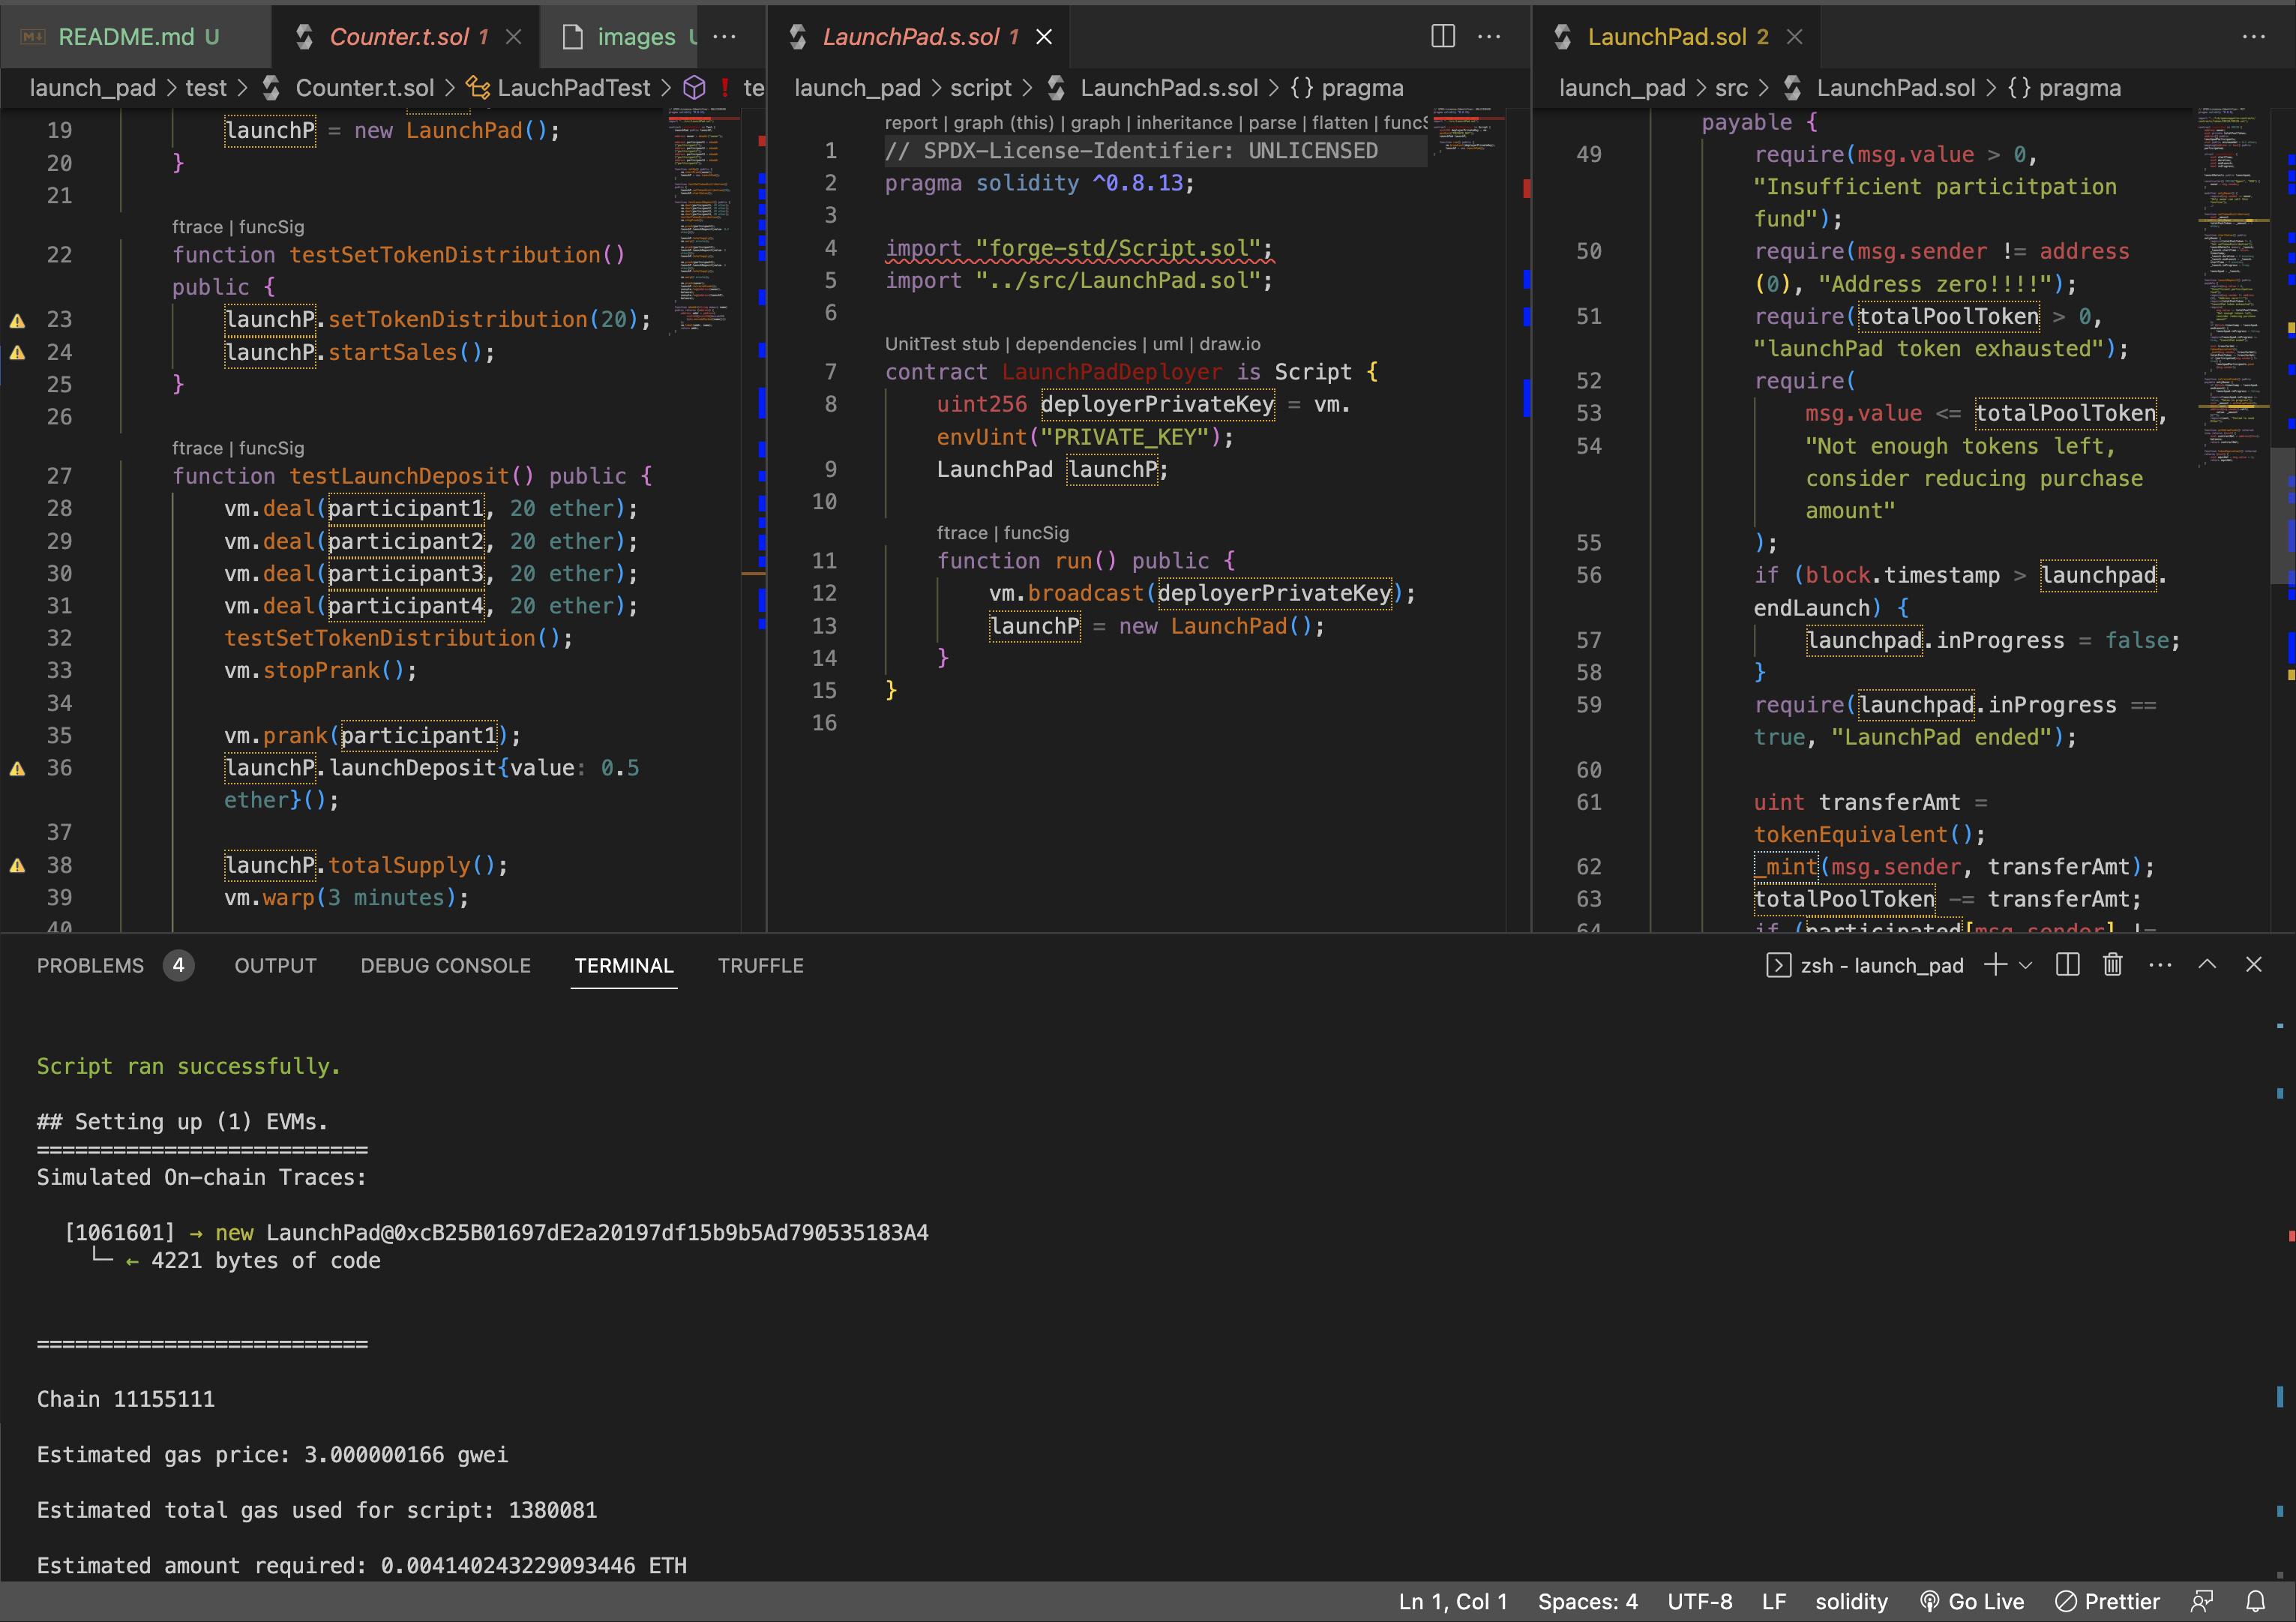 README.md U
Counter.t.sol 1
images U
launch_pad > test > Counter.t.sol > LauchPadTest > ! te
19 launchP = new LaunchPad();
20 }
21
ftrace | funcSig
22 function testSetTokenDistribution()
public {
23 launchP.setTokenDistribution(20);
24 launchP.startSales();
25 }
26
ftrace | funcSig
27 function testLaunchDeposit() public {
28 vm.deal(participant1, 20 ether);
29 vm.deal(participant2, 20 ether);
30 vm.deal(participant3, 20 ether);
31 vm.deal(participant4, 20 ether);
32 testSetTokenDistribution();
33 vm.stopPrank();
34
35 vm.prank(participant1);
36 launchP.launchDeposit{value: 0.5
ether}();
37
38 launchP.totalSupply();
39 vm.warp(3 minutes);
40
LaunchPad.s.sol 1
launch_pad > script > LaunchPad.s.sol > {} pragma
report | graph (this) | graph | inheritance | parse | flatten | funcS
1 // SPDX-License-Identifier: UNLICENSED
2 pragma solidity ^0.8.13;
3
4 import "forge-std/Script.sol";
5 import "../src/LaunchPad.sol";
6
UnitTest stub | dependencies | uml | draw.io
7 contract LaunchPadDeployer is Script {
8 uint256 deployerPrivateKey = vm.
envUint("PRIVATE_KEY");
9 LaunchPad launchP;
10
ftrace | funcSig
11 function run() public {
12 vm.broadcast(deployerPrivateKey);
13 launchP = new LaunchPad();
14 }
15 }
16
LaunchPad.sol 2
launch_pad > src > LaunchPad.sol > {} pragma
payable {
49 require(msg.value > 0,
"Insufficient particitpation
fund");
50 require(msg.sender != address
(0), "Address zero!!!!");
51 require(totalPoolToken > 0,
"launchPad token exhausted");
52 require(
53 msg.value <= totalPoolToken,
54 "Not enough tokens left,
consider reducing purchase
amount"
55 );
56 if (block.timestamp > launchpad.
endLaunch) {
57 launchpad.inProgress = false;
58 }
59 require(launchpad.inProgress ==
true, "LaunchPad ended");
60
61 uint transferAmt =
tokenEquivalent();
62 _mint(msg.sender, transferAmt);
63 totalPoolToken -= transferAmt;
64 if (participated[msg.sender] !=
PROBLEMS 4 OUTPUT DEBUG CONSOLE TERMINAL TRUFFLE
zsh - launch_pad
Script ran successfully.
## Setting up (1) EVMs.
==========================
Simulated On-chain Traces:
[1061601] → new LaunchPad@0xcB25B01697dE2a20197df15b9b5Ad790535183A4
└─ ← 4221 bytes of code
==========================
Chain 11155111
Estimated gas price: 3.000000166 gwei
Estimated total gas used for script: 1380081
Estimated amount required: 0.004140243229093446 ETH
Ln 1, Col 1 Spaces: 4 UTF-8 LF solidity Go Live Prettier